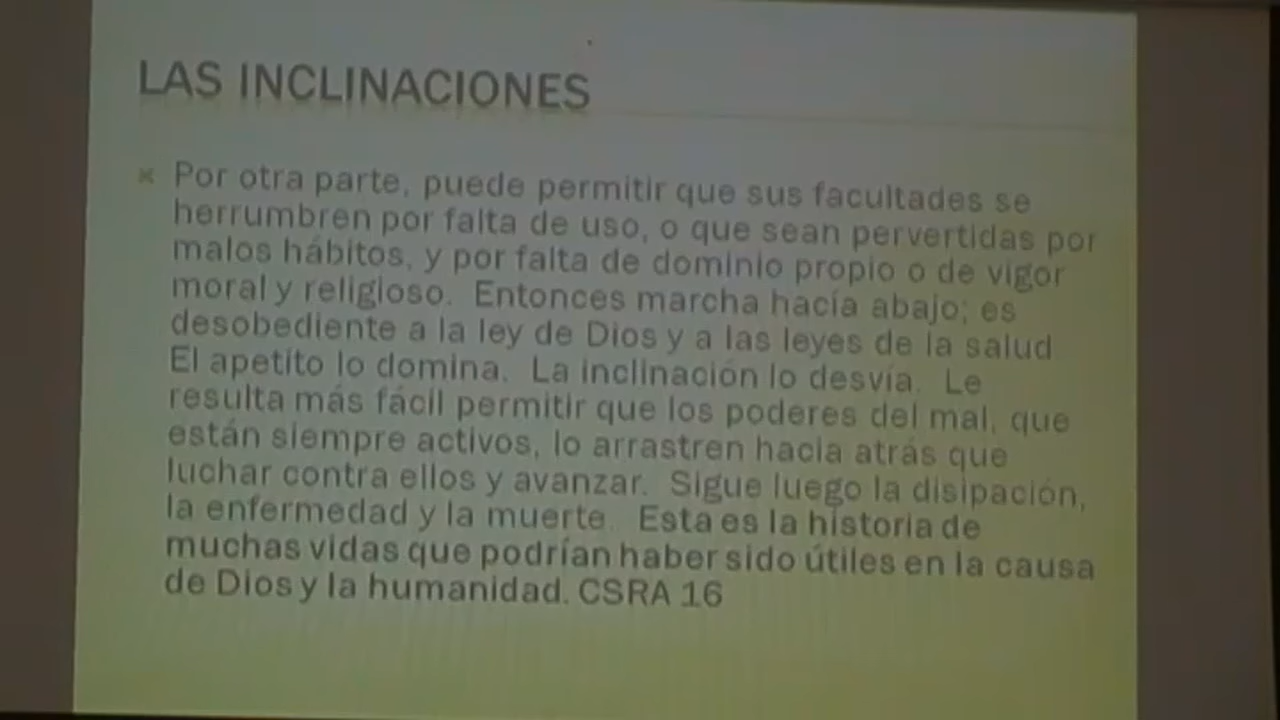 LAS INCLINACIONES
Por otra parte, puede permitir que sus facultades se
herrumbren por falta de uso, o que sean pervertidas por
malos hábitos, y por falta de dominio propio o de vigor
moral y religioso. Entonces marcha hacía abajo; es
desobediente a la ley de Dios y a las leyes de la salud
El apetito lo domina. La inclinación lo desvía. Le
resulta más fácil permitir que los poderes del mal, que
están siempre activos, lo arrastren hacia atrás que
luchar contra ellos y avanzar. Sigue luego la disipación,
la enfermedad y la muerte. Esta es la historia de
muchas vidas que podrían haber sido útiles en la causa
de Dios y la humanidad. CSRA 16